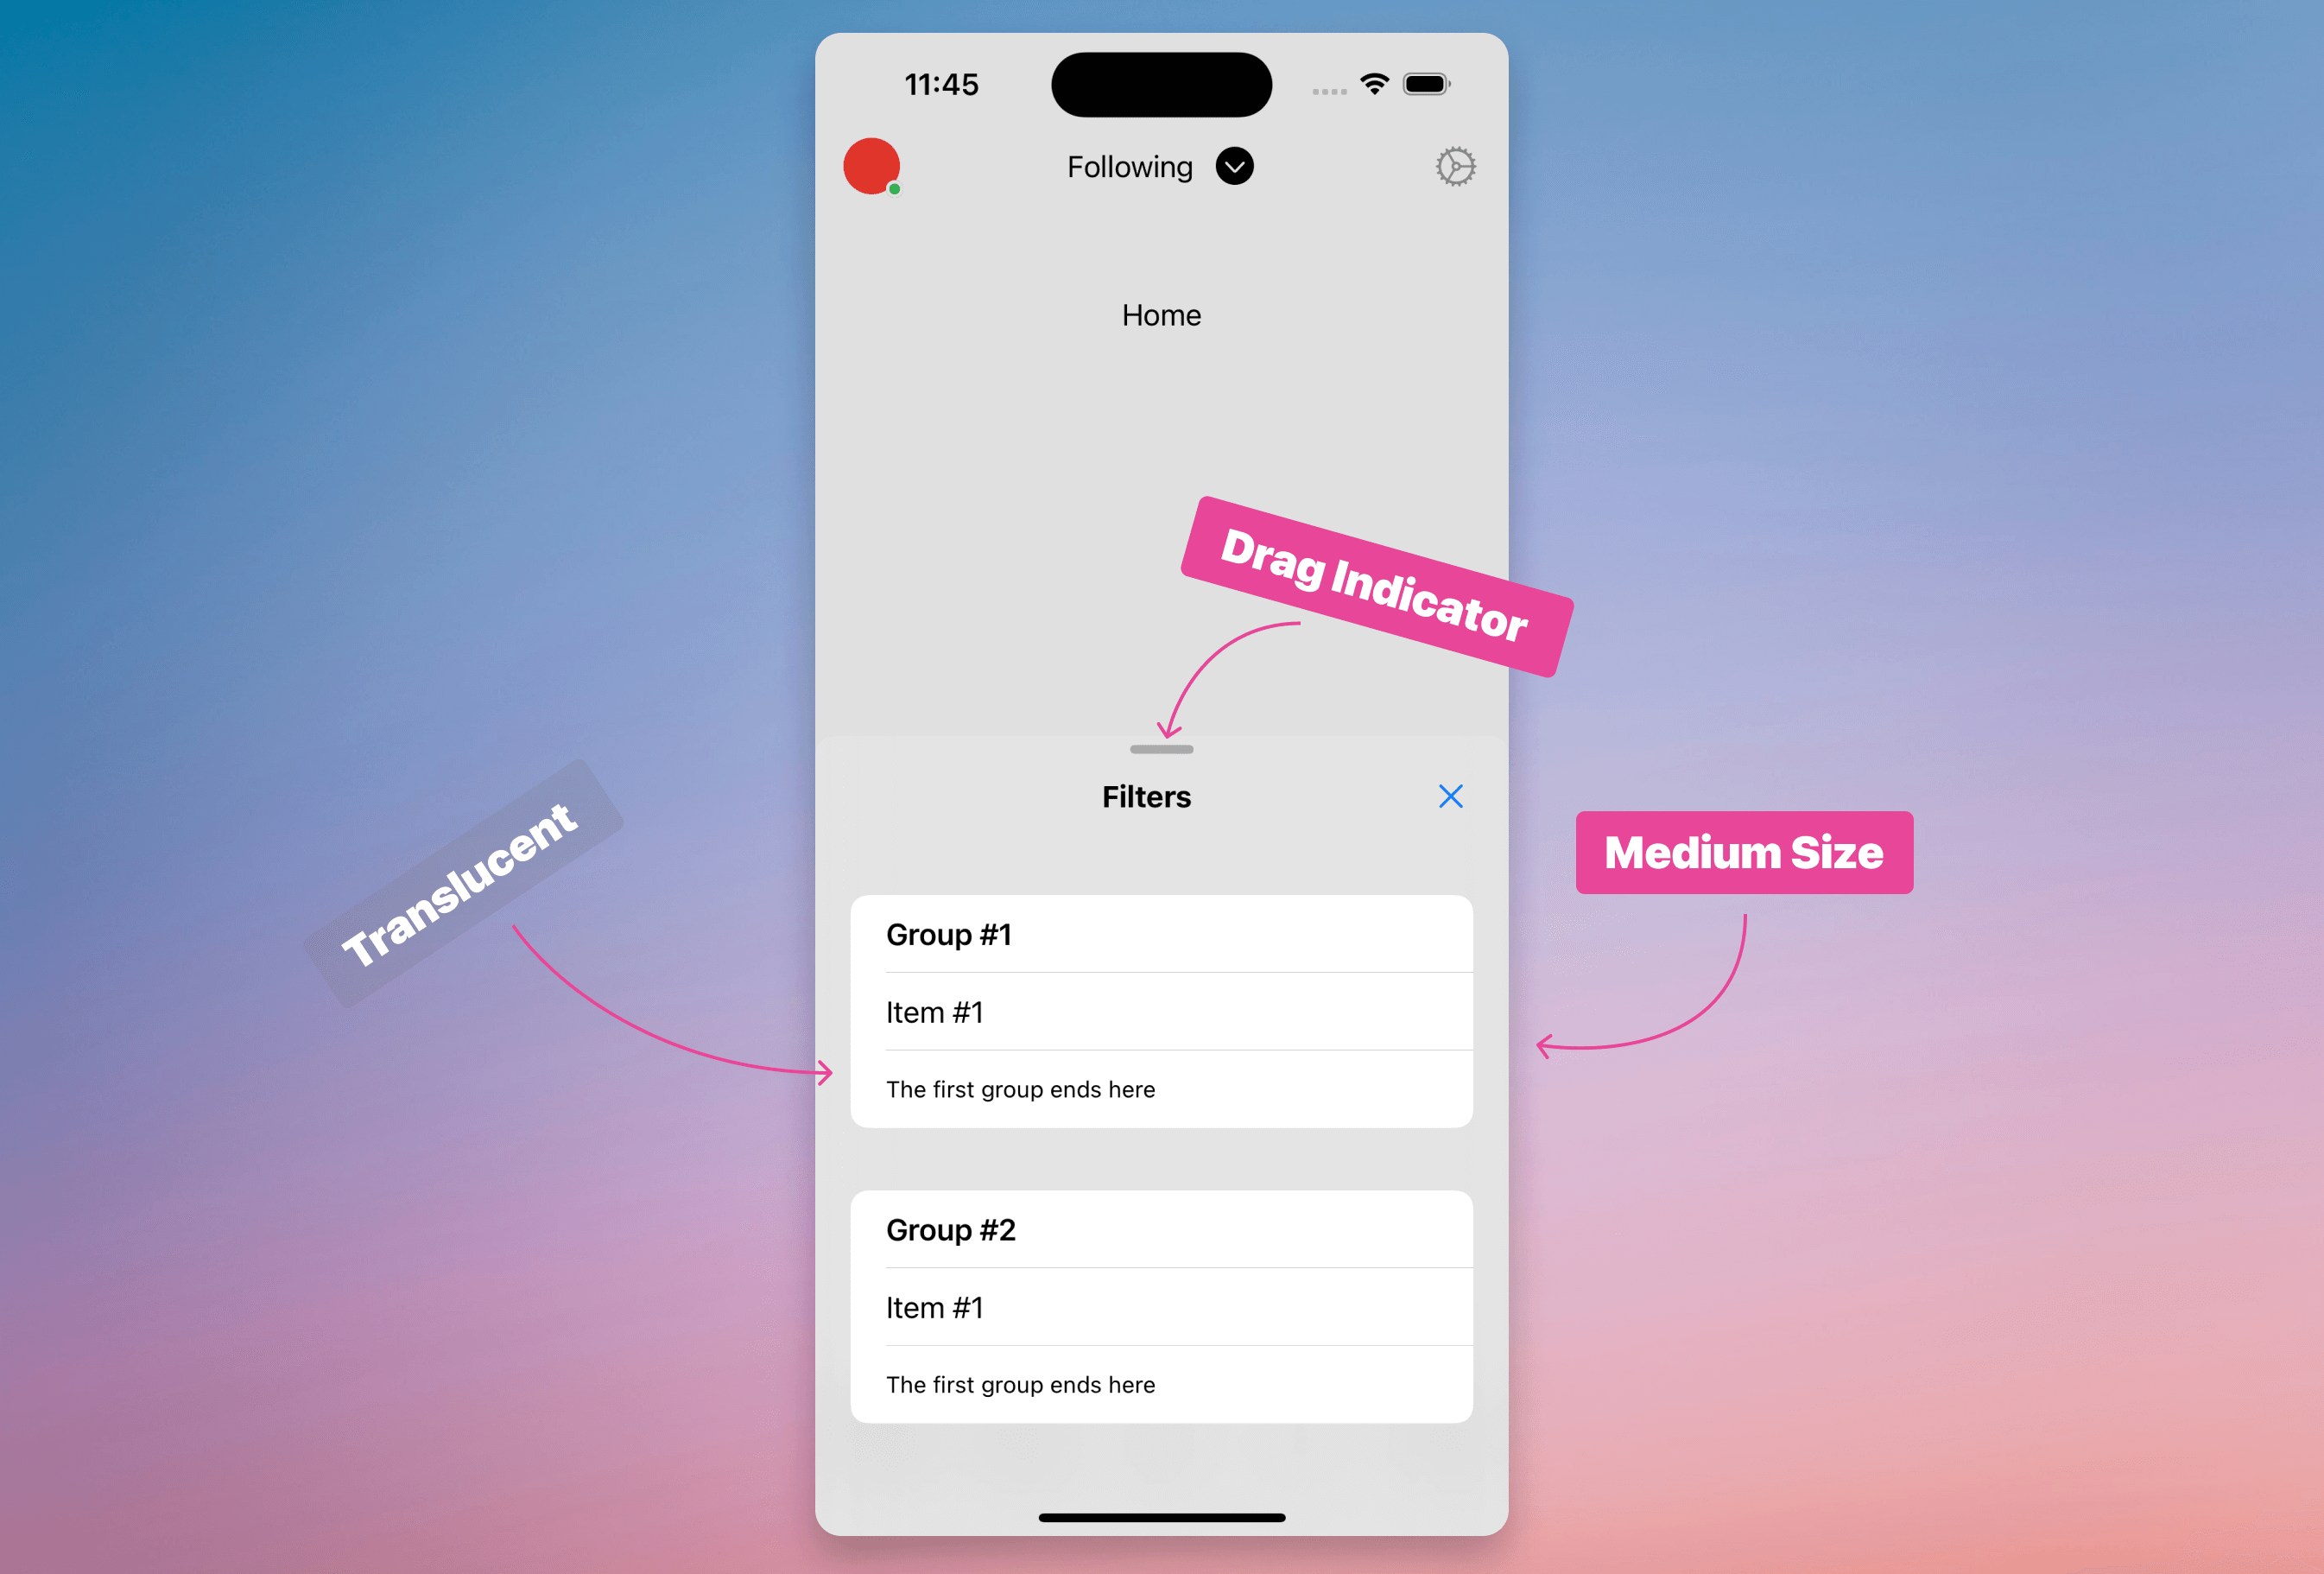 11:45
Following
Home
Drag Indicator
Filters
Translucent
Medium Size
Group #1
Item #1
The first group ends here
Group #2
Item #1
The first group ends here